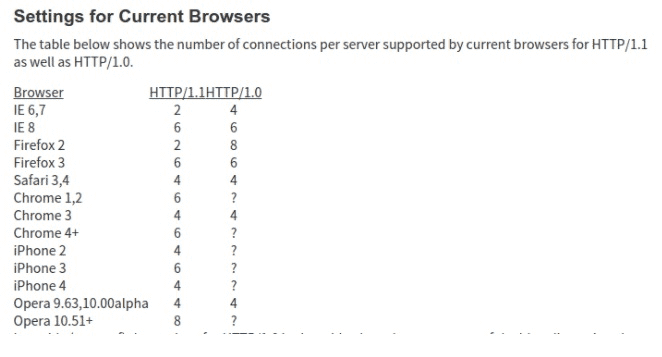 Settings for Current Browsers
The table below shows the number of connections per server supported by current browsers for HTTP/1.1
as well as HTTP/1.0.
Browser HTTP/1.1HTTP/1.0
IE 6,7 2 4
IE 8 6 6
Firefox 2 2 8
Firefox 3 6 6
Safari 3,4 4 4
Chrome 1,2 6 ?
Chrome 3 4 4
Chrome 4+ 6 ?
iPhone 2 4 ?
iPhone 3 6 ?
iPhone 4 4 ?
Opera 9.63,10.00alpha 4 4
Opera 10.51+ 8 ?